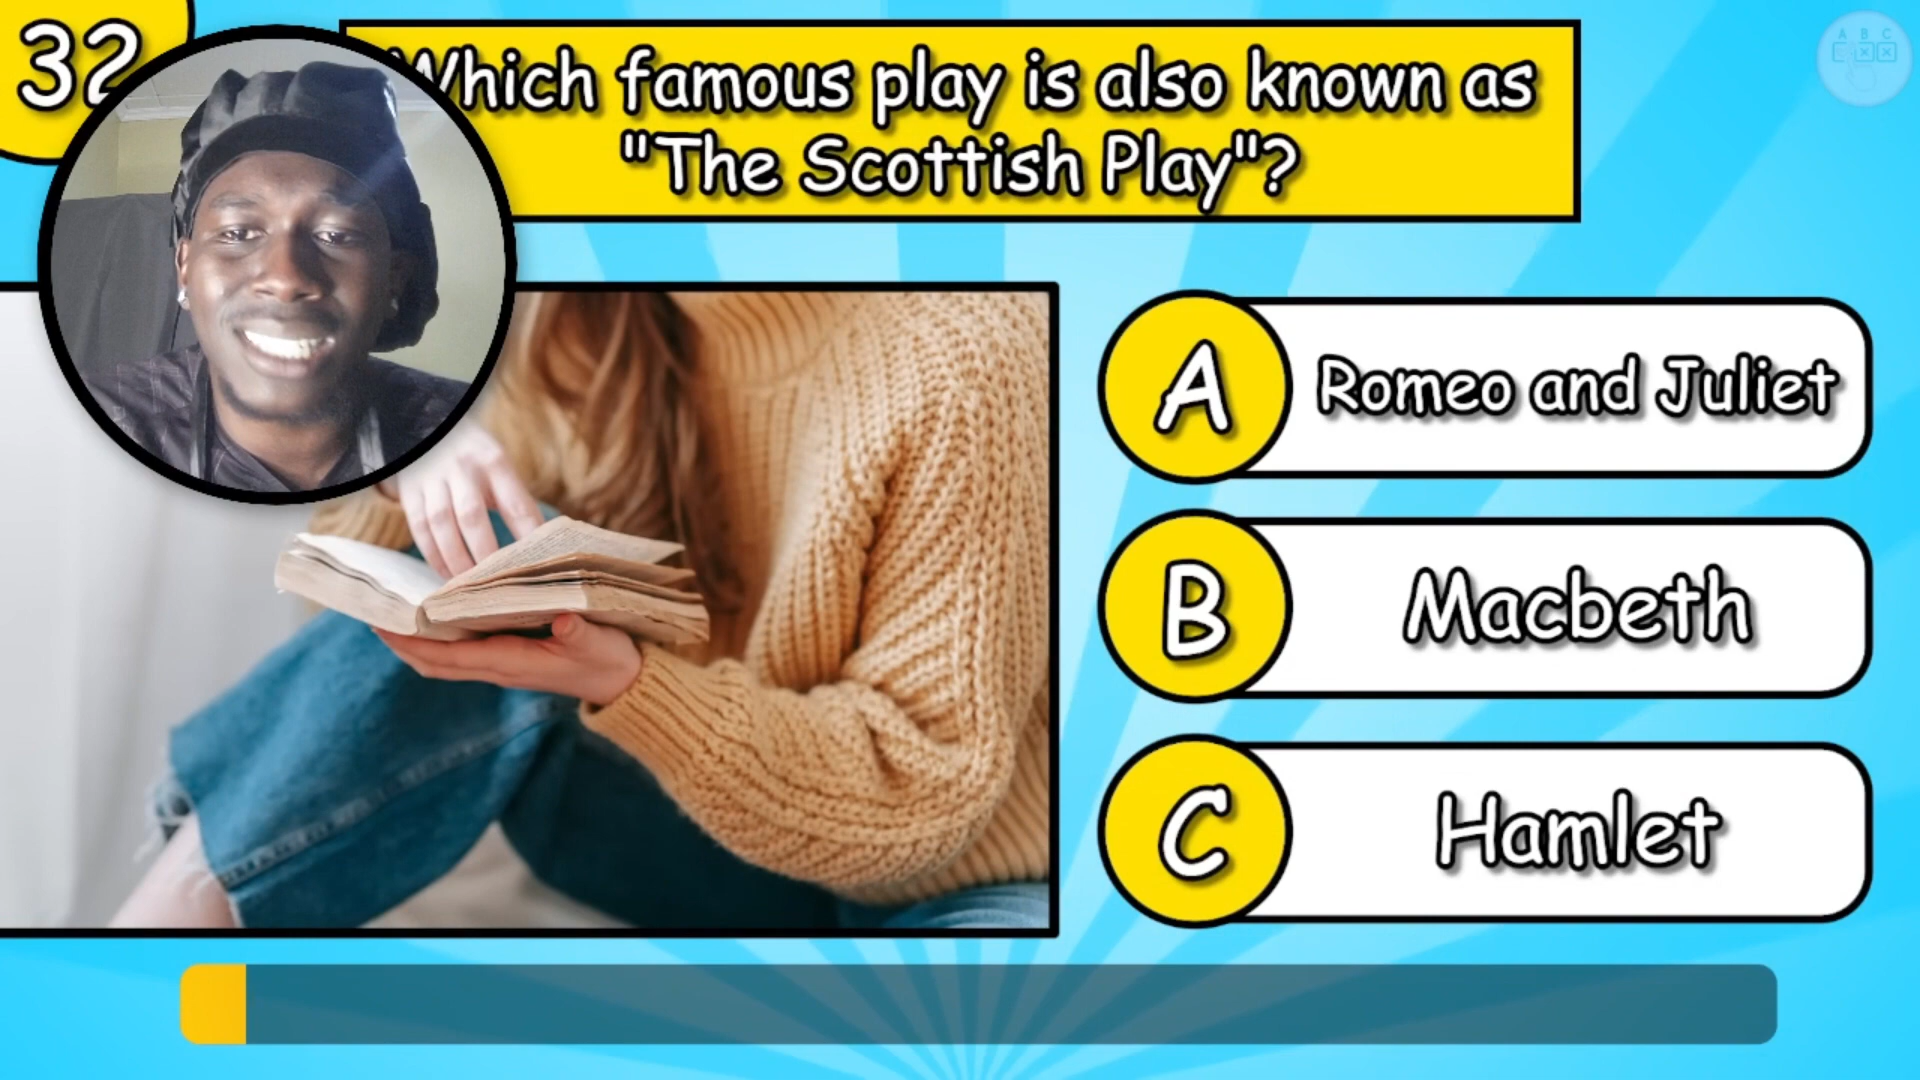 32
Which famous play is also known as
"The Scottish Play"?
A Romeo and Juliet
B Macbeth
C Hamlet
A B C